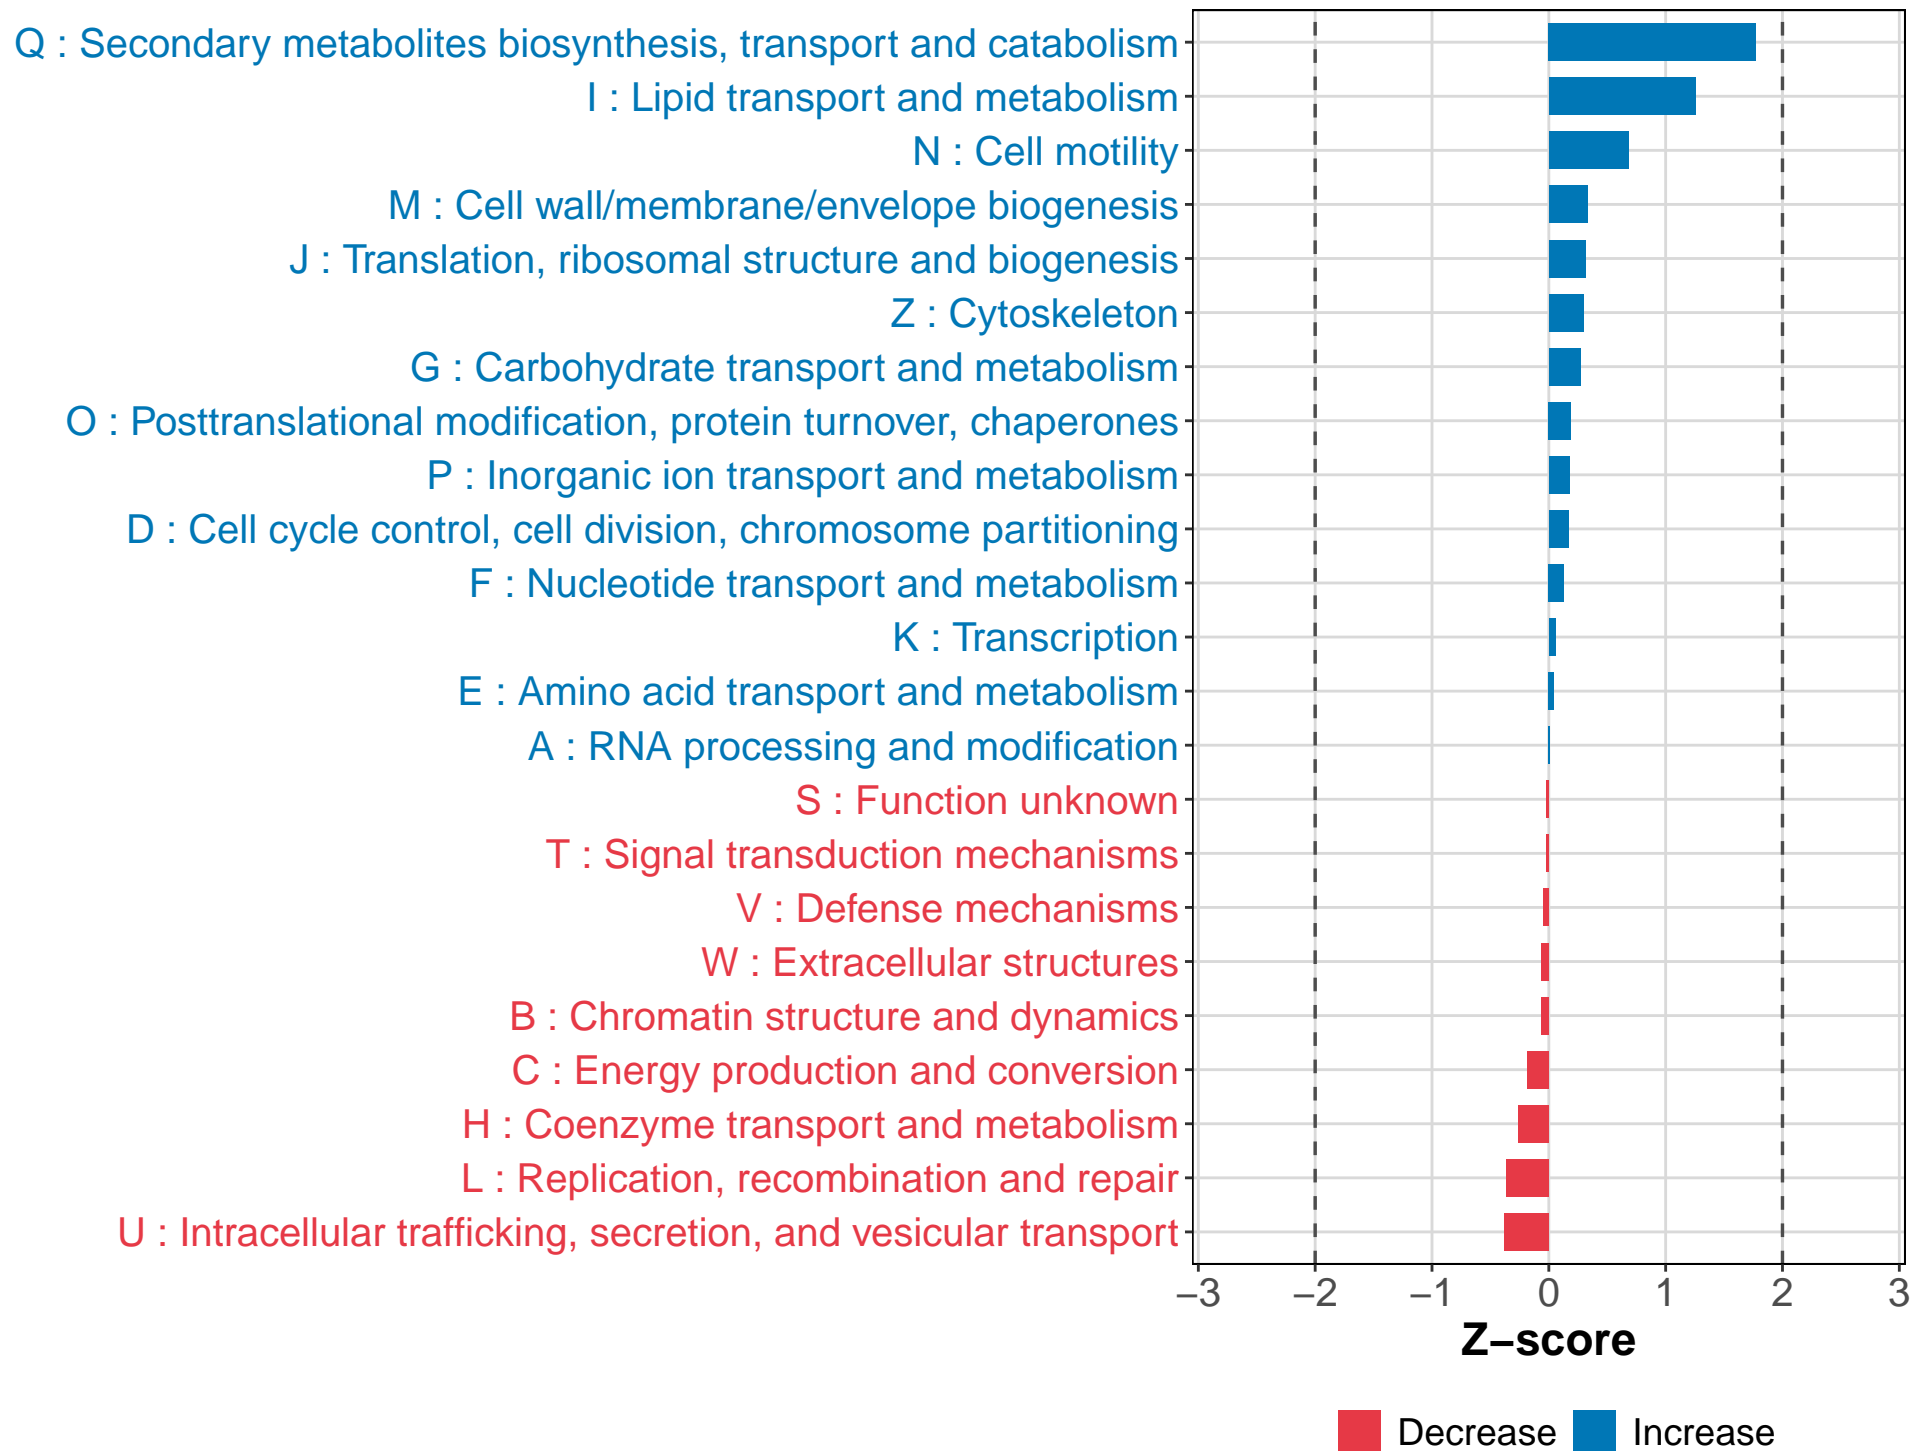 Q : Secondary metabolites biosynthesis, transport and catabolism
I : Lipid transport and metabolism
N : Cell motility
M : Cell wall/membrane/envelope biogenesis
J : Translation, ribosomal structure and biogenesis
Z : Cytoskeleton
G : Carbohydrate transport and metabolism
O : Posttranslational modification, protein turnover, chaperones
P : Inorganic ion transport and metabolism
D : Cell cycle control, cell division, chromosome partitioning
F : Nucleotide transport and metabolism
K : Transcription
E : Amino acid transport and metabolism
A : RNA processing and modification
S : Function unknown
T : Signal transduction mechanisms
V : Defense mechanisms
W : Extracellular structures
B : Chromatin structure and dynamics
C : Energy production and conversion
H : Coenzyme transport and metabolism
L : Replication, recombination and repair
U : Intracellular trafficking, secretion, and vesicular transport
−3 −2 −1 0 1 2 3
Z−score
Decrease Increase